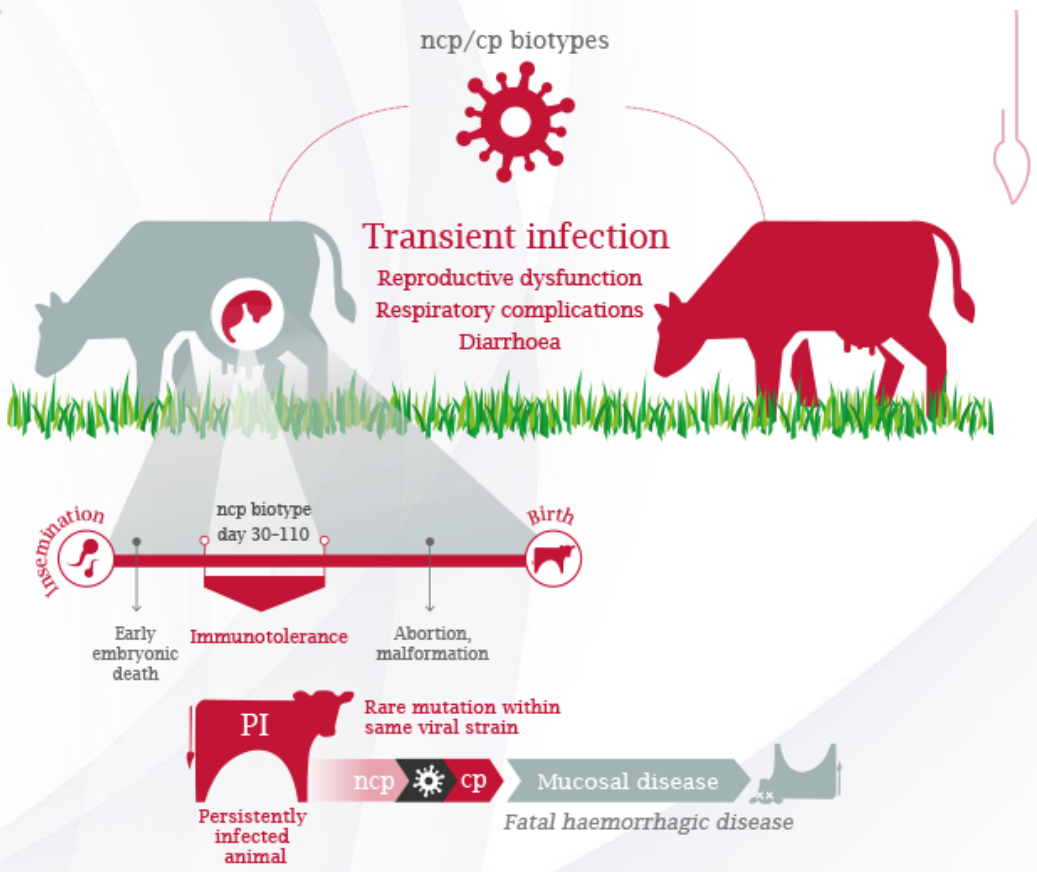 ncp/cp biotypes
Transient infection
Reproductive dysfunction
Respiratory complications
Diarrhoea
Insemination
ncp biotype
day 30–110
Birth
Early
embryonic
death
Immunotolerance
Abortion,
malformation
PI
Rare mutation within
same viral strain
ncp
cp
Mucosal disease
Fatal haemorrhagic disease
Persistently
infected
animal